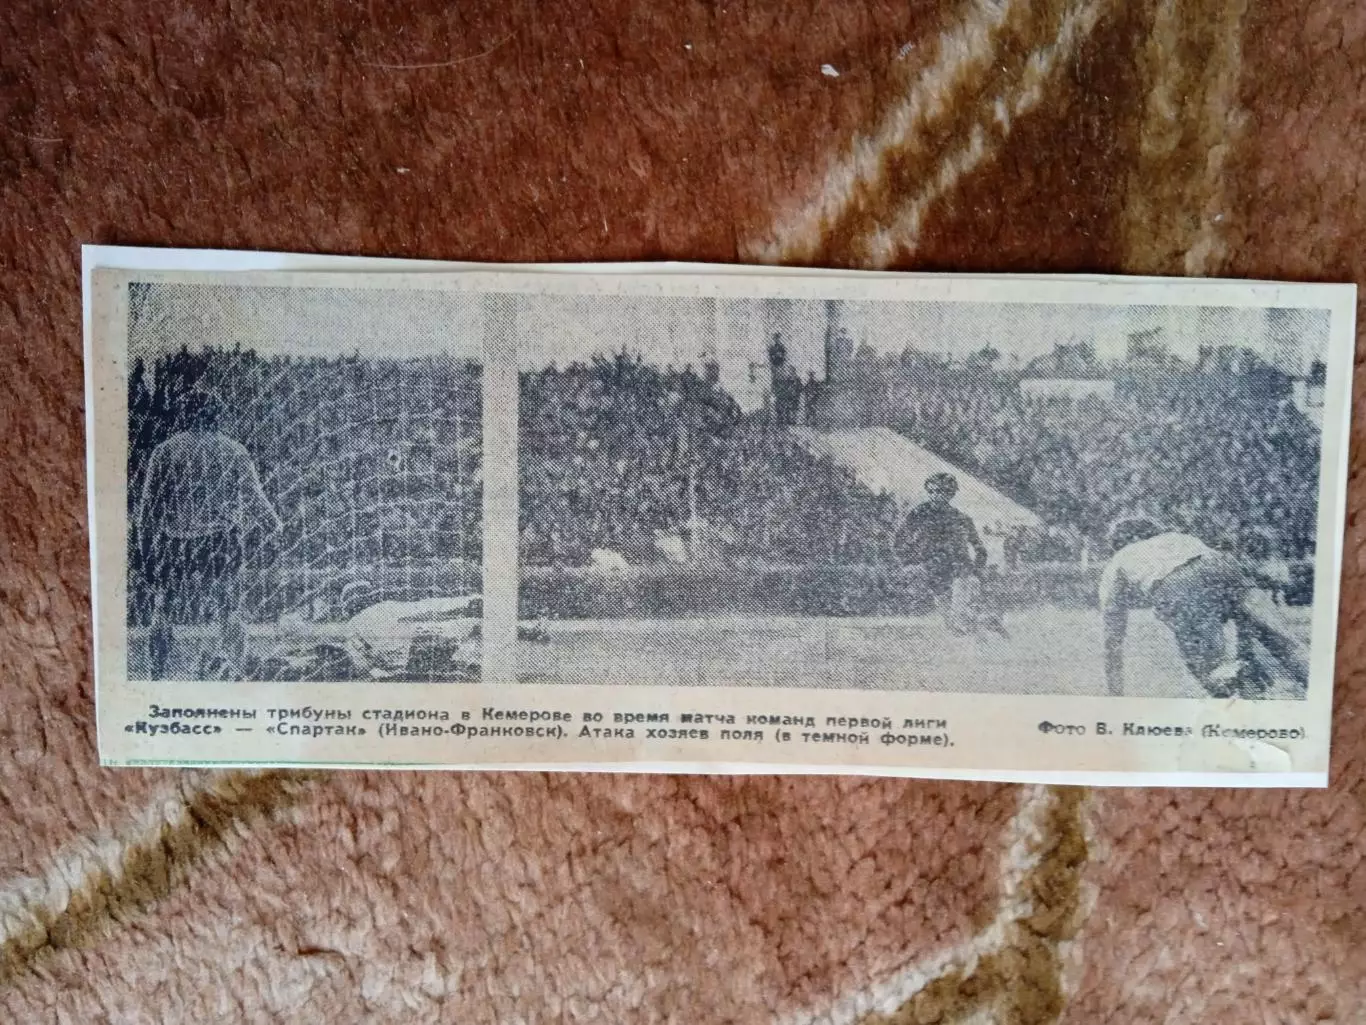 Заполнены трибуны стадиона в Кемерове во время матча команд первой лиги
«Кузбасс» — «Спартак» (Ивано-Франковск). Атака хозяев поля (в темной форме).
Фото В. Клюева (Кемерово)